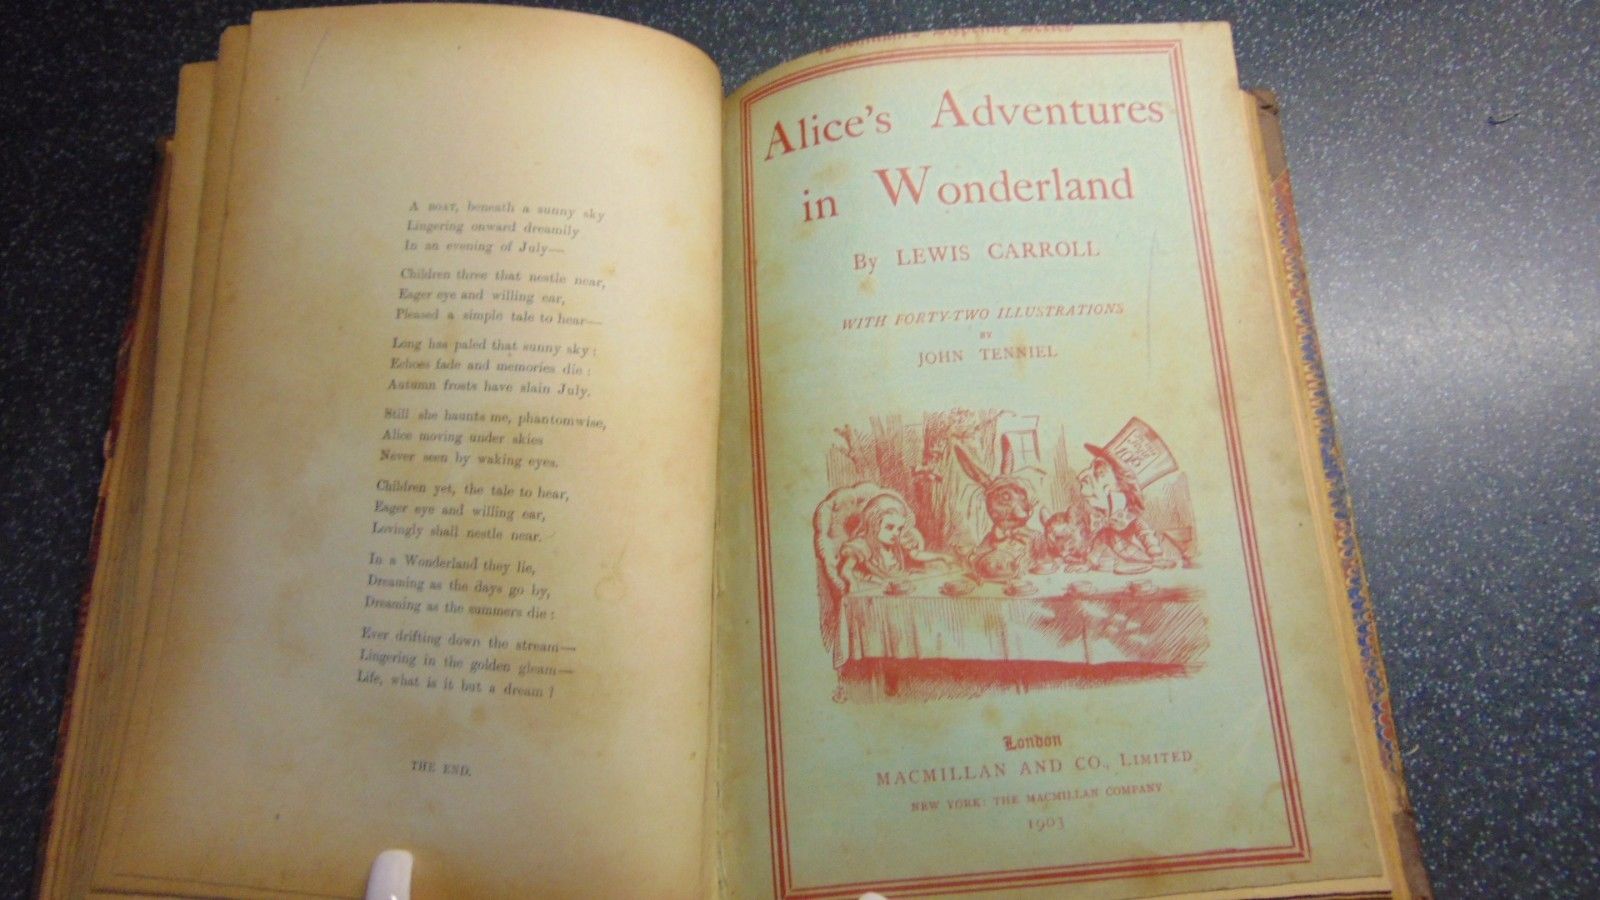 A BOAT, beneath a sunny sky
Lingering onward dreamily
In an evening of July—
Children three that nestle near,
Eager eye and willing ear,
Pleased a simple tale to hear—
Long has paled that sunny sky:
Echoes fade and memories die:
Autumn frosts have slain July.
Still she haunts me, phantomwise,
Alice moving under skies
Never seen by waking eyes.
Children yet, the tale to hear,
Eager eye and willing ear,
Lovingly shall nestle near.
In a Wonderland they lie,
Dreaming as the days go by,
Dreaming as the summers die:
Ever drifting down the stream—
Lingering in the golden gleam—
Life, what is it but a dream?
THE END.
Sixpenny Series
Alice's Adventures
in Wonderland
By LEWIS CARROLL
WITH FORTY-TWO ILLUSTRATIONS
BY
JOHN TENNIEL
London
MACMILLAN AND CO., LIMITED
NEW YORK: THE MACMILLAN COMPANY
1903